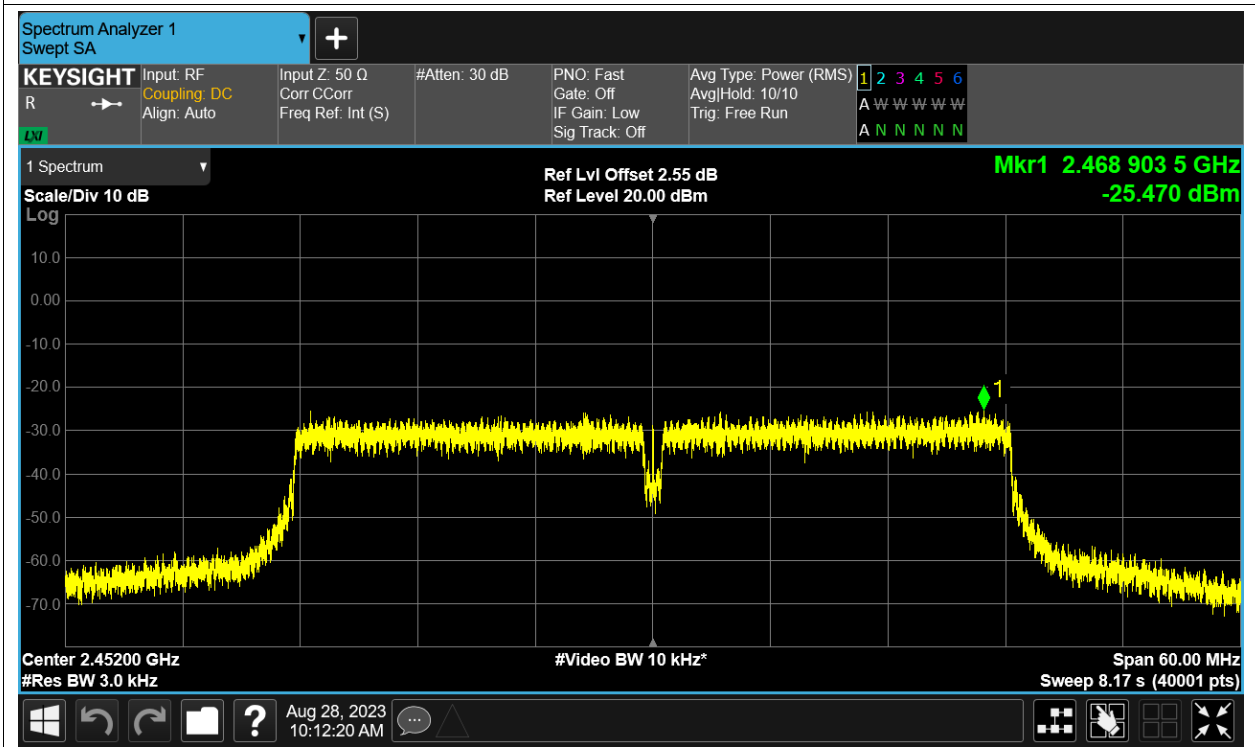 Spectrum Analyzer 1
Swept SA
KEYSIGHT
R
LXI
Input: RF
Coupling: DC
Align: Auto
Input Z: 50 Ω
Corr CCorr
Freq Ref: Int (S)
#Atten: 30 dB
PNO: Fast
Gate: Off
IF Gain: Low
Sig Track: Off
Avg Type: Power (RMS)
Avg|Hold: 10/10
Trig: Free Run
1 2 3 4 5 6
A W W W W W
A N N N N N
1 Spectrum
Scale/Div 10 dB
Log
Ref Lvl Offset 2.55 dB
Ref Level 20.00 dBm
Mkr1 2.468 903 5 GHz
-25.470 dBm
10.0
0.00
-10.0
-20.0
1
-30.0
-40.0
-50.0
-60.0
-70.0
Center 2.45200 GHz
#Res BW 3.0 kHz
#Video BW 10 kHz*
Span 60.00 MHz
Sweep 8.17 s (40001 pts)
?
Aug 28, 2023
10:12:20 AM